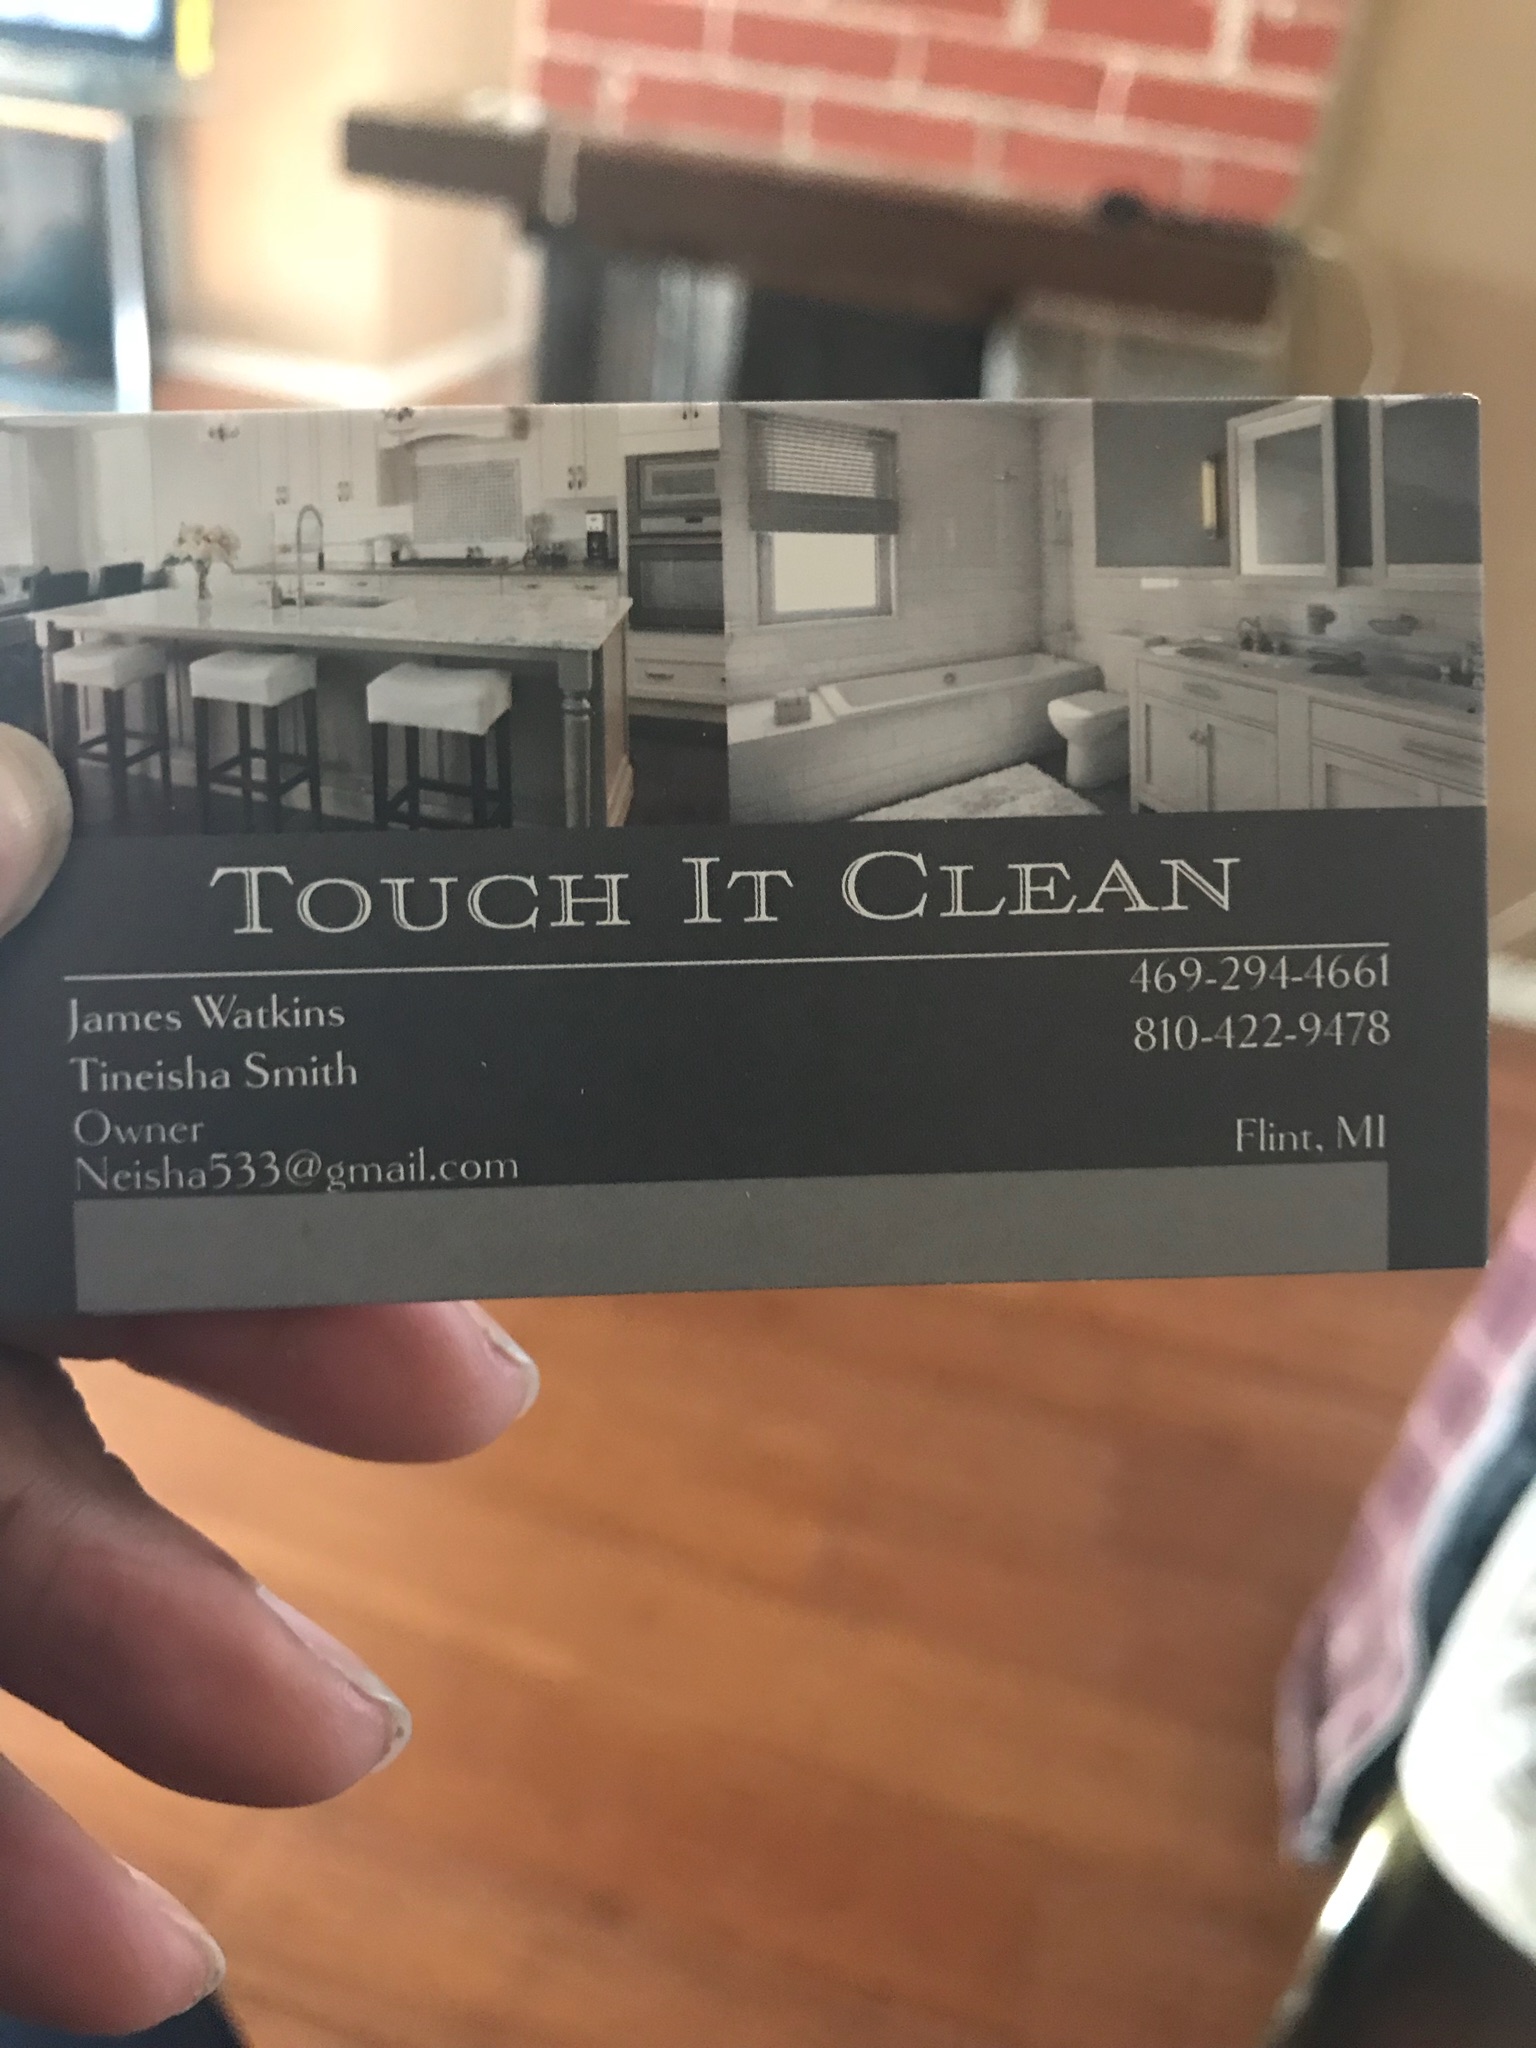 Touch It Clean
James Watkins
Tineisha Smith
Owner
Neisha533@gmail.com
469-294-4661
810-422-9478
Flint, MI